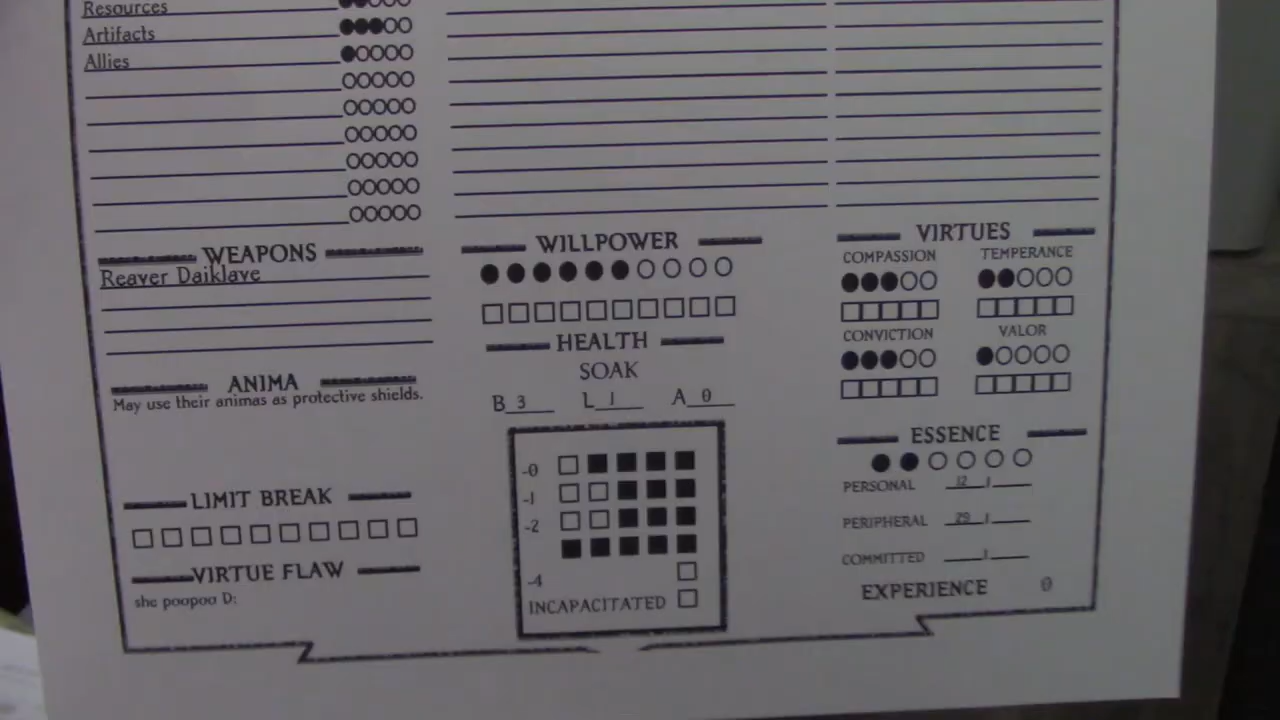 Resources
Artifacts
Allies
WEAPONS
Reaver Daiklave
ANIMA
May use their animas as protective shields.
LIMIT BREAK
VIRTUE FLAW
she poopoo D:
WILLPOWER
HEALTH
SOAK
B 3 L 1 A 0
-0
-1
-2
-4
INCAPACITATED
VIRTUES
COMPASSION TEMPERANCE
CONVICTION VALOR
ESSENCE
PERSONAL 12 /
PERIPHERAL 29 /
COMMITTED /
EXPERIENCE 0